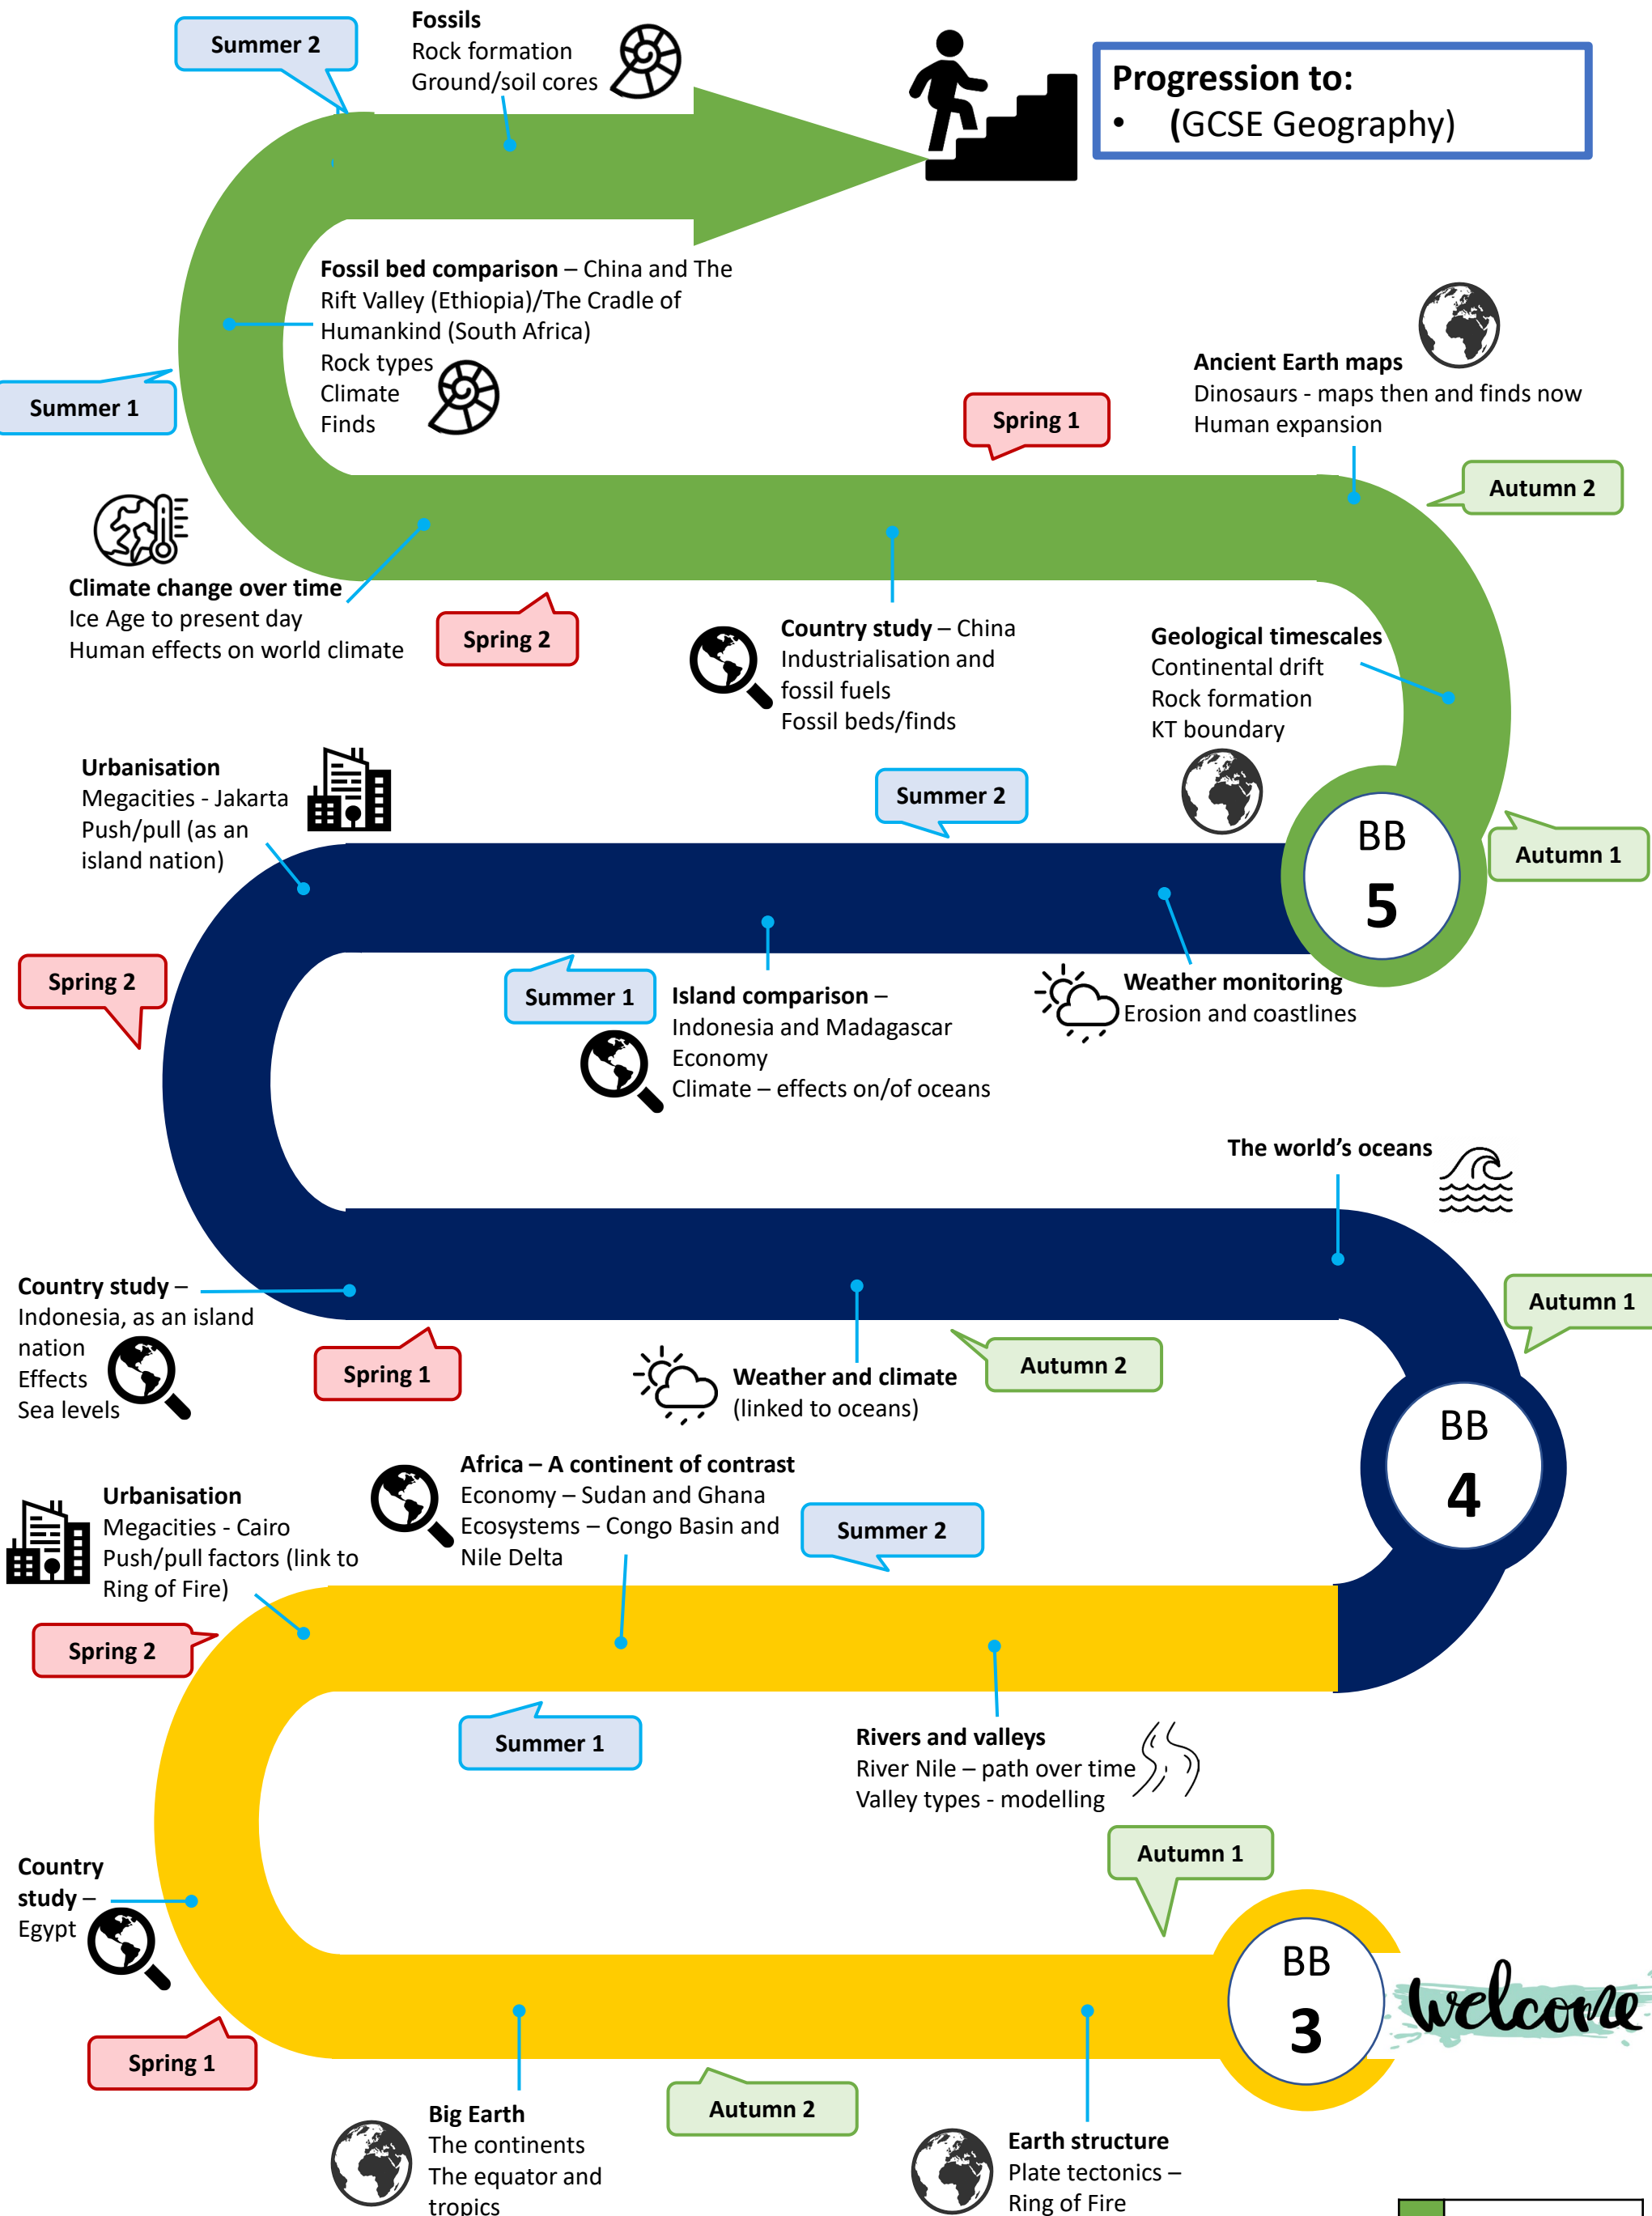 Summer 2
Fossils
Rock formation
Ground/soil cores
Progression to:
• (GCSE Geography)
Fossil bed comparison – China and The
Rift Valley (Ethiopia)/The Cradle of
Humankind (South Africa)
Rock types
Climate
Finds
Summer 1
Ancient Earth maps
Dinosaurs - maps then and finds now
Human expansion
Spring 1
Autumn 2
Climate change over time
Ice Age to present day
Human effects on world climate
Spring 2
Country study – China
Industrialisation and
fossil fuels
Fossil beds/finds
Geological timescales
Continental drift
Rock formation
KT boundary
Urbanisation
Megacities - Jakarta
Push/pull (as an
island nation)
Summer 2
BB
5
Autumn 1
Spring 2
Summer 1
Island comparison –
Indonesia and Madagascar
Economy
Climate – effects on/of oceans
Weather monitoring
Erosion and coastlines
The world's oceans
Country study –
Indonesia, as an island
nation
Effects
Sea levels
Spring 1
Weather and climate
(linked to oceans)
Autumn 2
Autumn 1
BB
4
Urbanisation
Megacities - Cairo
Push/pull factors (link to
Ring of Fire)
Africa – A continent of contrast
Economy – Sudan and Ghana
Ecosystems – Congo Basin and
Nile Delta
Summer 2
Spring 2
Summer 1
Rivers and valleys
River Nile – path over time
Valley types - modelling
Autumn 1
Country
study –
Egypt
BB
3
welcome
Spring 1
Big Earth
The continents
The equator and
tropics
Autumn 2
Earth structure
Plate tectonics –
Ring of Fire